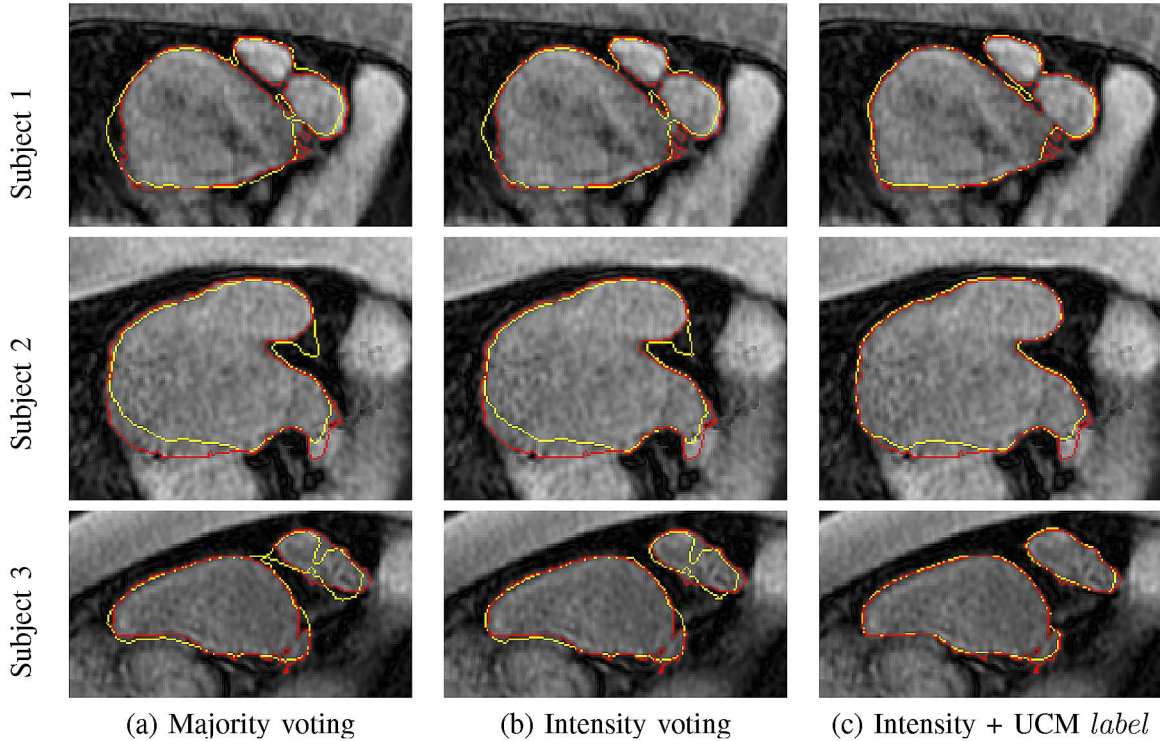 Subject 1
Subject 2
Subject 3
(a) Majority voting
(b) Intensity voting
(c) Intensity + UCM label